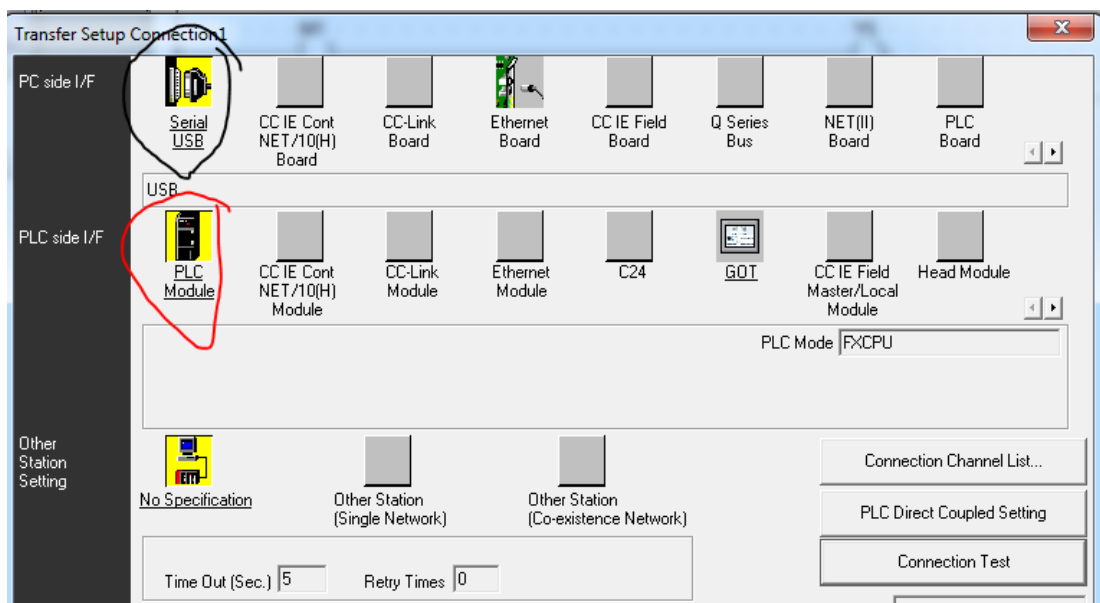 Transfer Setup Connection1
PC side I/F
Serial
USB
CC IE Cont
NET/10(H)
Board
CC-Link
Board
Ethernet
Board
CC IE Field
Board
Q Series
Bus
NET(II)
Board
PLC
Board
USB
PLC side I/F
PLC
Module
CC IE Cont
NET/10(H)
Module
CC-Link
Module
Ethernet
Module
C24
GOT
CC IE Field
Master/Local
Module
Head Module
PLC Mode FXCPU
Other
Station
Setting
No Specification
Other Station
(Single Network)
Other Station
(Co-existence Network)
Connection Channel List...
PLC Direct Coupled Setting
Connection Test
Time Out (Sec.) 5 Retry Times 0